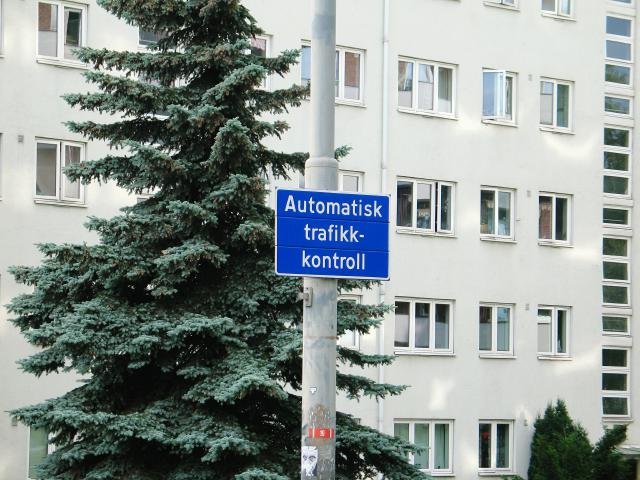 Automatisk
trafikk-
kontroll